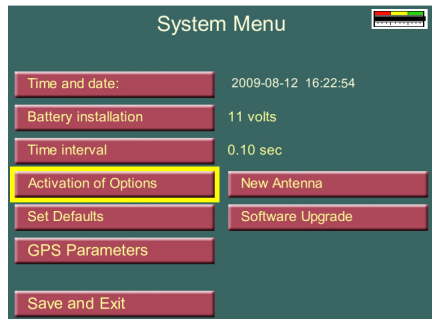 System Menu
Time and date: 2009-08-12 16:22:54
Battery installation 11 volts
Time interval 0.10 sec
Activation of Options New Antenna
Set Defaults Software Upgrade
GPS Parameters
Save and Exit